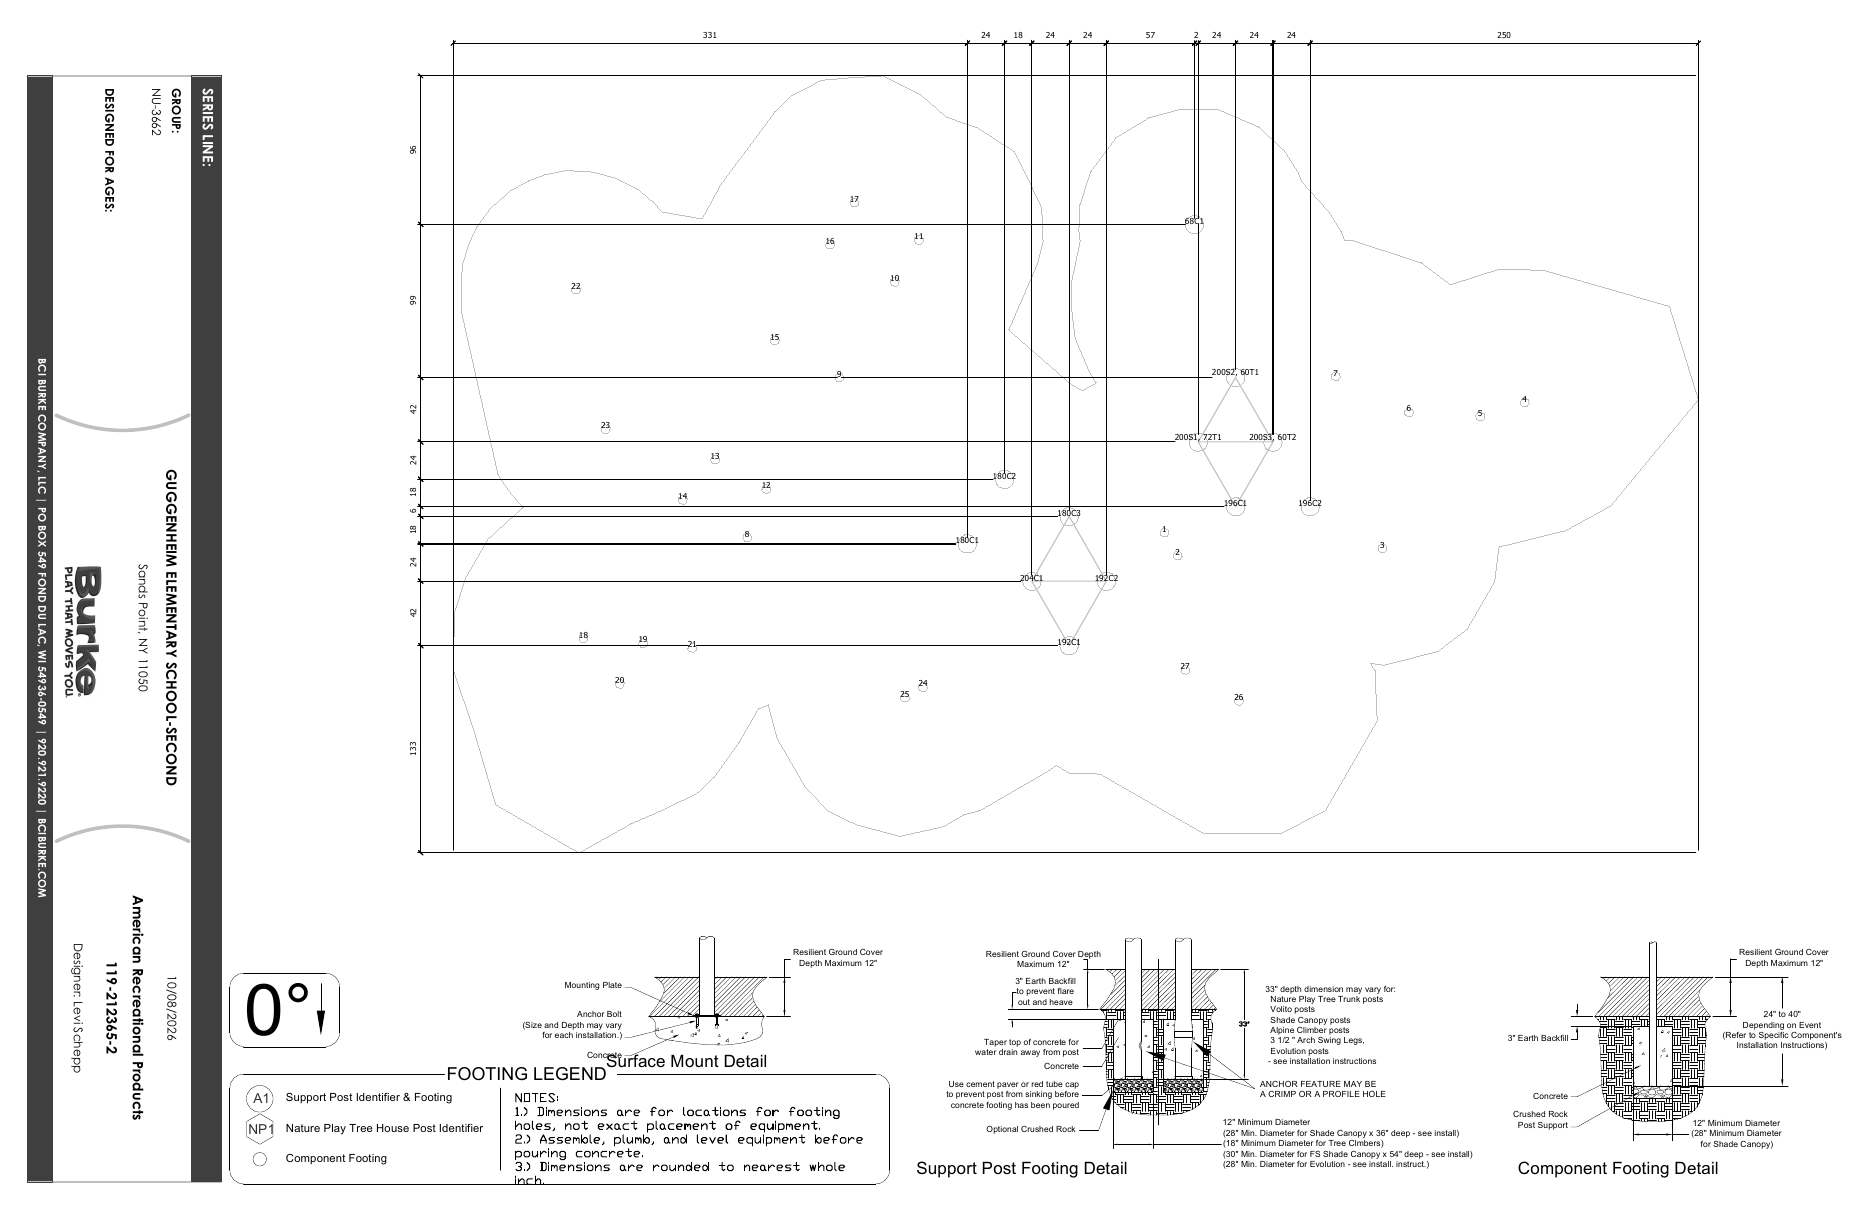 SERIES LINE:
GROUP:
NU-3662
DESIGNED FOR AGES:
GUGGENHEIM ELEMENTARY SCHOOL-SECOND
Sands Point, NY 11050
Burke
PLAY THAT MOVES YOU.
10/08/2026
American Recreational Products
119-212365-2
Designer: Levi Schepp
BCI BURKE COMPANY, LLC | PO BOX 549 FOND DU LAC, WI 54936-0549 | 920.921.9220 | BCIBURKE.COM
331 24 18 24 24 57 2 24 24 24 250
96
99
42
24
18
6
18
24
42
133
17
68C1
16
11
10
22
15
9
200S2, 60T1
7
4
6
5
23
200S1, 72T1
200S3, 60T2
13
180C2
12
14
196C1
196C2
180C3
1
8
180C1
3
2
204C1
192C2
18
19
21
192C1
27
20
24
25
26
0°
Resilient Ground Cover
Depth Maximum 12"
Mounting Plate
Anchor Bolt
(Size and Depth may vary
for each installation.)
Concrete
Surface Mount Detail
FOOTING LEGEND
A1 Support Post Identifier & Footing
NP1 Nature Play Tree House Post Identifier
Component Footing
NOTES:
1.) Dimensions are for locations for footing
holes, not exact placement of equipment.
2.) Assemble, plumb, and level equipment before
pouring concrete.
3.) Dimensions are rounded to nearest whole
inch.
Resilient Ground Cover Depth
Maximum 12"
3" Earth Backfill
to prevent flare
out and heave
Taper top of concrete for
water drain away from post
Concrete
Use cement paver or red tube cap
to prevent post from sinking before
concrete footing has been poured
Optional Crushed Rock
33"
33" depth dimension may vary for:
Nature Play Tree Trunk posts
Volito posts
Shade Canopy posts
Alpine Climber posts
3 1/2 " Arch Swing Legs,
Evolution posts
- see installation instructions
ANCHOR FEATURE MAY BE
A CRIMP OR A PROFILE HOLE
12" Minimum Diameter
(28" Min. Diameter for Shade Canopy x 36" deep - see install)
(18" Minimum Diameter for Tree Clmbers)
(30" Min. Diameter for FS Shade Canopy x 54" deep - see install)
(28" Min. Diameter for Evolution - see install. instruct.)
Support Post Footing Detail
Resilient Ground Cover
Depth Maximum 12"
3" Earth Backfill
24" to 40"
Depending on Event
(Refer to Specific Component's
Installation Instructions)
Concrete
Crushed Rock
Post Support
12" Minimum Diameter
(28" Minimum Diameter
for Shade Canopy)
Component Footing Detail